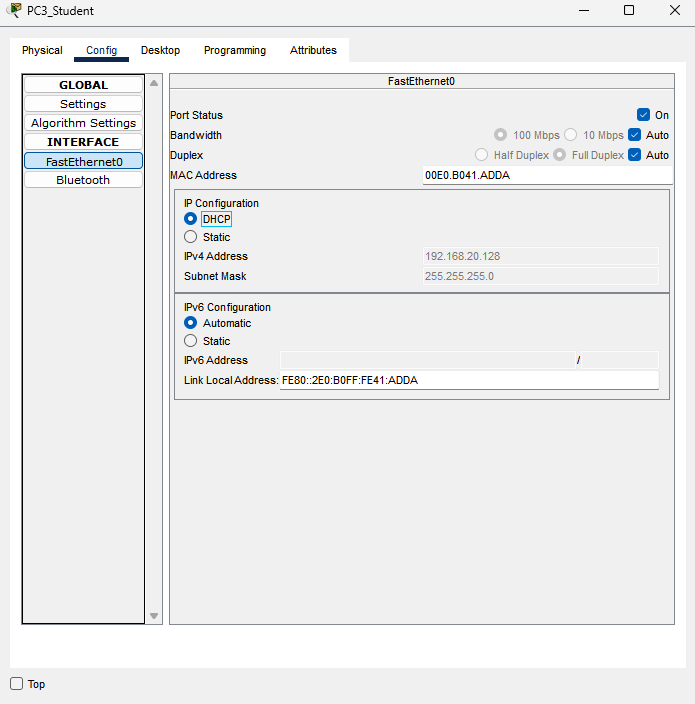 PC3_Student
Physical Config Desktop Programming Attributes
GLOBAL
Settings
Algorithm Settings
INTERFACE
FastEthernet0
Bluetooth
FastEthernet0
Port Status On
Bandwidth 100 Mbps 10 Mbps Auto
Duplex Half Duplex Full Duplex Auto
MAC Address 00E0.B041.ADDA
IP Configuration
DHCP
Static
IPv4 Address 192.168.20.128
Subnet Mask 255.255.255.0
IPv6 Configuration
Automatic
Static
IPv6 Address /
Link Local Address: FE80::2E0:B0FF:FE41:ADDA
Top